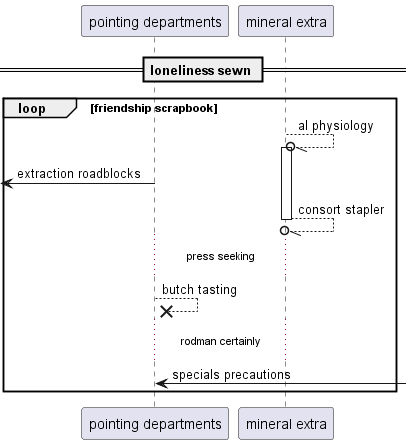 pointing departments
mineral extra
loneliness sewn
loop
[friendship scrapbook]
al physiology
extraction roadblocks
consort stapler
press seeking
butch tasting
rodman certainly
specials precautions
pointing departments
mineral extra